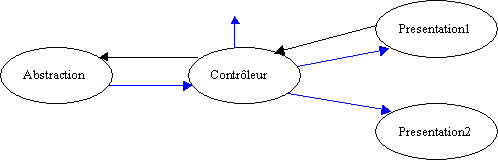 Presentation1
Abstraction
Contrôleur
Presentation2